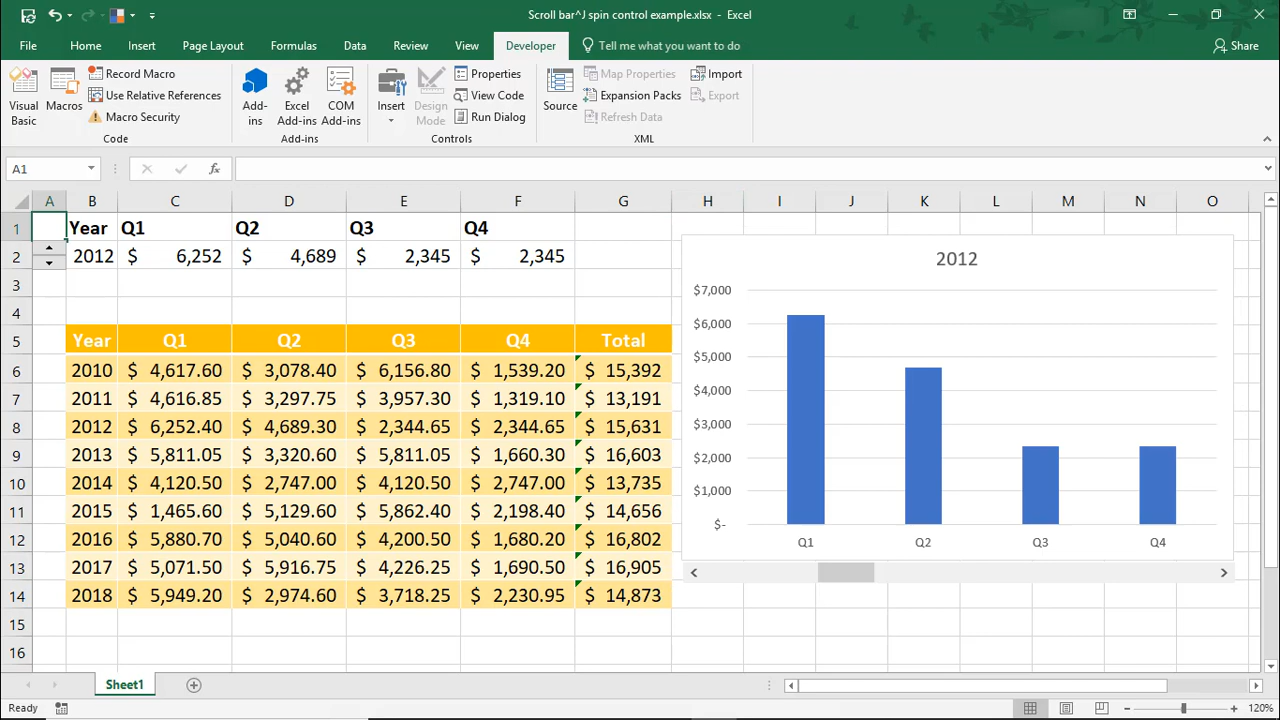 Scroll bar^J spin control example.xlsx - Excel
File Home Insert Page Layout Formulas Data Review View Developer Tell me what you want to do Share
Visual Basic
Macros
Record Macro
Use Relative References
Macro Security
Code
Add-ins
Excel Add-ins
COM Add-ins
Add-ins
Insert
Design Mode
Properties
View Code
Run Dialog
Controls
Source
Map Properties
Expansion Packs
Refresh Data
Import
Export
XML
A1 fx
A B C D E F G H I J K L M N O
1 Year Q1 Q2 Q3 Q4
2 2012 $ 6,252 $ 4,689 $ 2,345 $ 2,345
3
4
5 Year Q1 Q2 Q3 Q4 Total
6 2010 $ 4,617.60 $ 3,078.40 $ 6,156.80 $ 1,539.20 $ 15,392
7 2011 $ 4,616.85 $ 3,297.75 $ 3,957.30 $ 1,319.10 $ 13,191
8 2012 $ 6,252.40 $ 4,689.30 $ 2,344.65 $ 2,344.65 $ 15,631
9 2013 $ 5,811.05 $ 3,320.60 $ 5,811.05 $ 1,660.30 $ 16,603
10 2014 $ 4,120.50 $ 2,747.00 $ 4,120.50 $ 2,747.00 $ 13,735
11 2015 $ 1,465.60 $ 5,129.60 $ 5,862.40 $ 2,198.40 $ 14,656
12 2016 $ 5,880.70 $ 5,040.60 $ 4,200.50 $ 1,680.20 $ 16,802
13 2017 $ 5,071.50 $ 5,916.75 $ 4,226.25 $ 1,690.50 $ 16,905
14 2018 $ 5,949.20 $ 2,974.60 $ 3,718.25 $ 2,230.95 $ 14,873
15
16
2012
$7,000
$6,000
$5,000
$4,000
$3,000
$2,000
$1,000
$-
Q1 Q2 Q3 Q4
Sheet1
Ready 120%